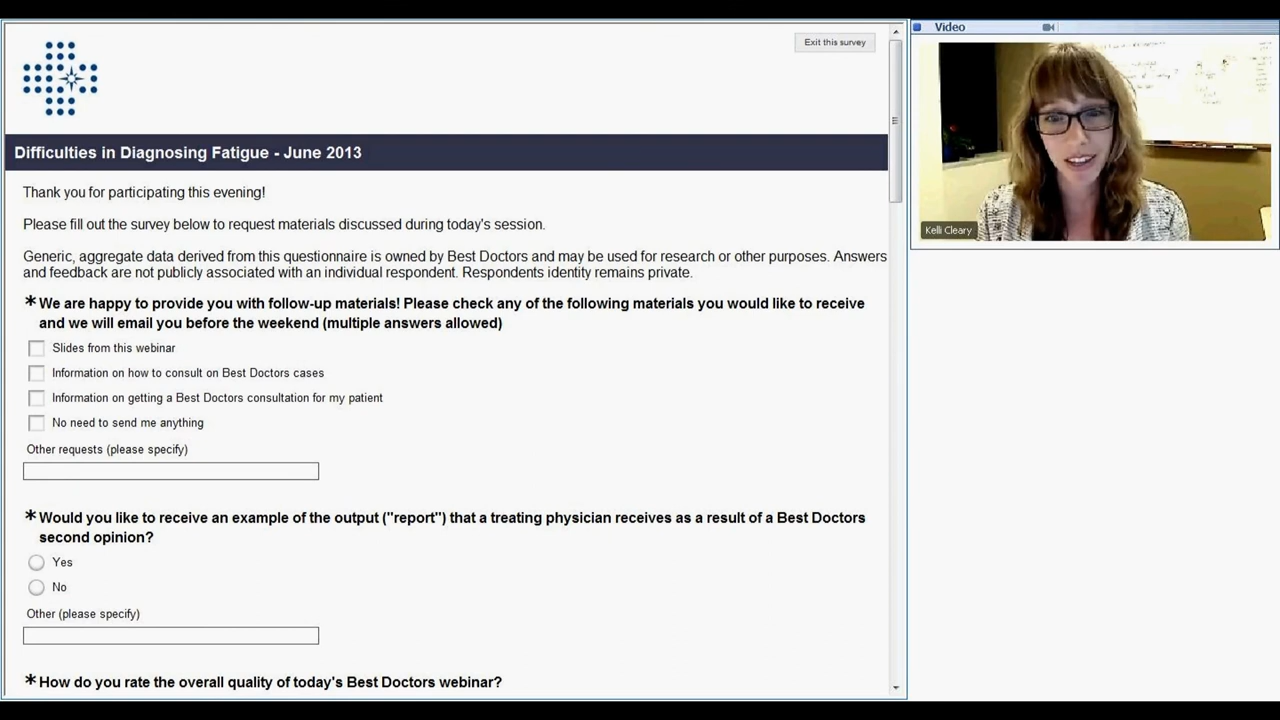 Exit this survey
Video
Difficulties in Diagnosing Fatigue - June 2013
Thank you for participating this evening!
Please fill out the survey below to request materials discussed during today's session.
Generic, aggregate data derived from this questionnaire is owned by Best Doctors and may be used for research or other purposes. Answers
and feedback are not publicly associated with an individual respondent. Respondents identity remains private.
Kelli Cleary
* We are happy to provide you with follow-up materials! Please check any of the following materials you would like to receive
and we will email you before the weekend (multiple answers allowed)
Slides from this webinar
Information on how to consult on Best Doctors cases
Information on getting a Best Doctors consultation for my patient
No need to send me anything
Other requests (please specify)
* Would you like to receive an example of the output ("report") that a treating physician receives as a result of a Best Doctors
second opinion?
Yes
No
Other (please specify)
* How do you rate the overall quality of today's Best Doctors webinar?